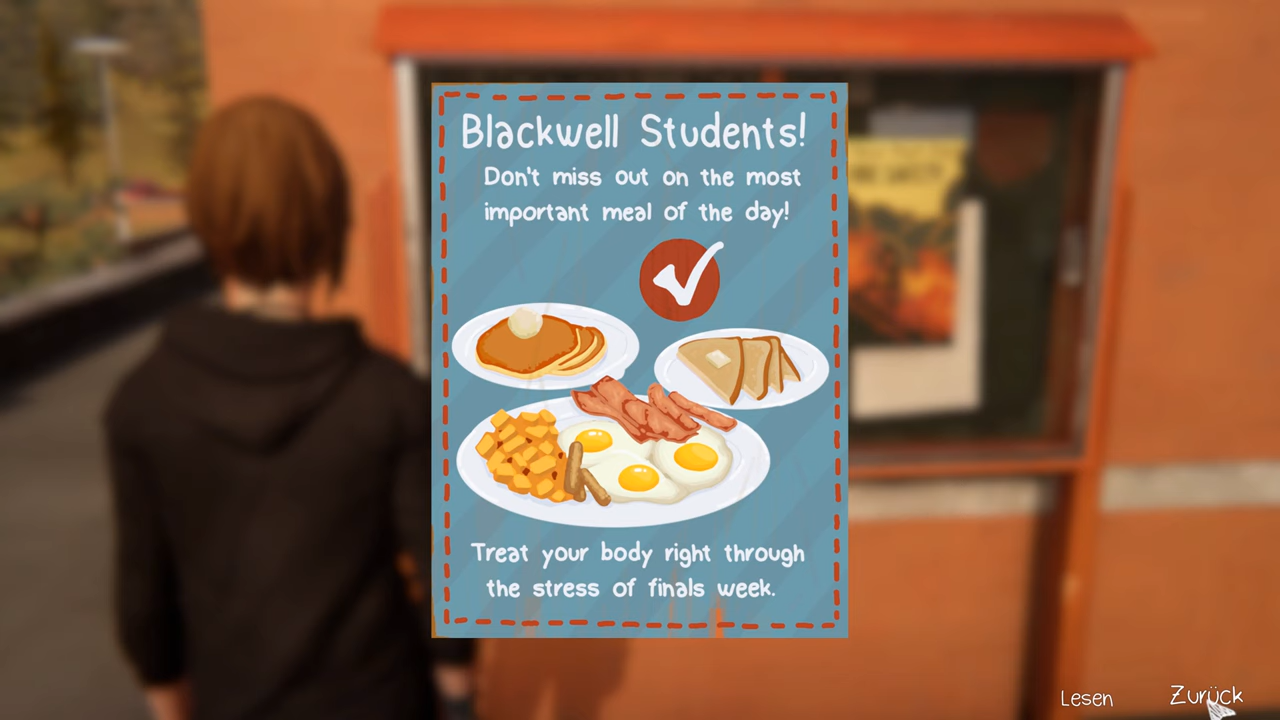 Blackwell Students!
Don't miss out on the most
important meal of the day!
Treat your body right through
the stress of finals week.
Lesen
Zurück